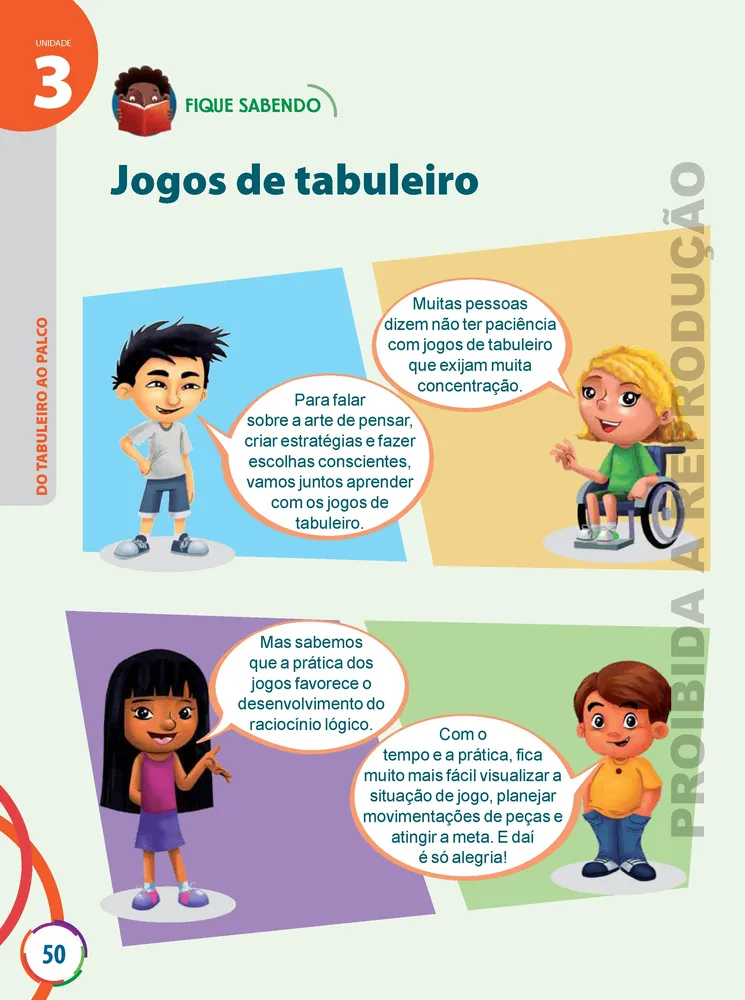 UNIDADE
3
FIQUE SABENDO
Jogos de tabuleiro
DO TABULEIRO AO PALCO
Para falar
sobre a arte de pensar,
criar estratégias e fazer
escolhas conscientes,
vamos juntos aprender
com os jogos de
tabuleiro.
Muitas pessoas
dizem não ter paciência
com jogos de tabuleiro
que exijam muita
concentração.
Mas sabemos
que a prática dos
jogos favorece o
desenvolvimento do
raciocínio lógico.
Com o
tempo e a prática, fica
muito mais fácil visualizar a
situação de jogo, planejar
movimentações de peças e
atingir a meta. E daí
é só alegria!
PROIBIDA A REPRODUÇÃO
50